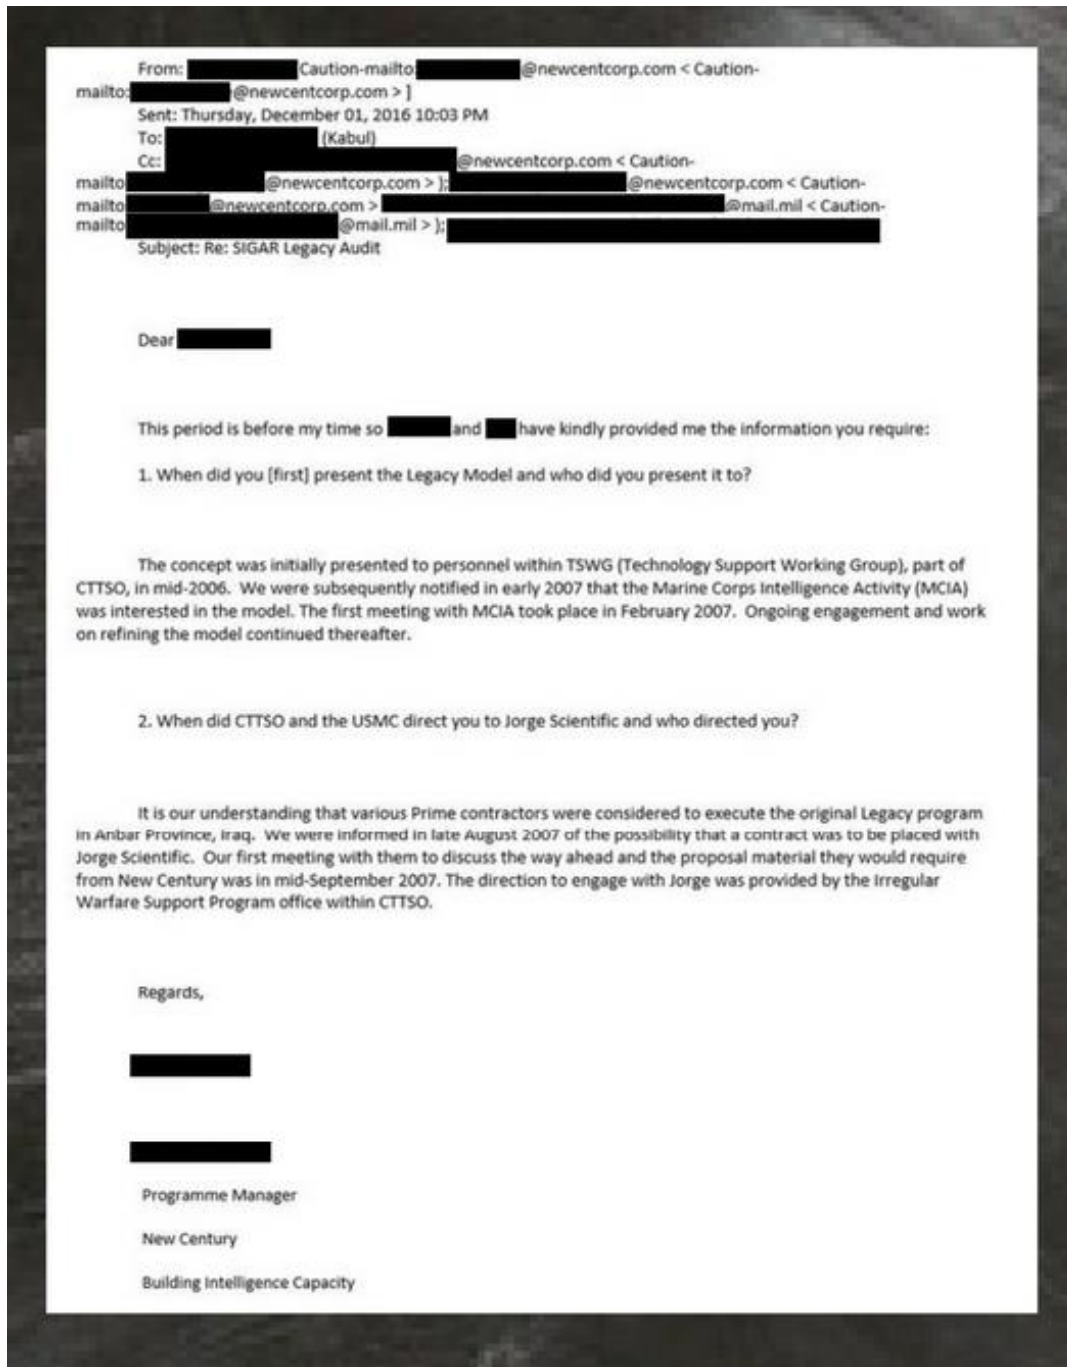 From: Caution-mailto: @newcentcorp.com < Caution-
mailto: @newcentcorp.com > ]
Sent: Thursday, December 01, 2016 10:03 PM
To: (Kabul)
Cc: @newcentcorp.com < Caution-
mailto @newcentcorp.com > ); @newcentcorp.com < Caution-
mailto @newcentcorp.com > @mail.mil < Caution-
mailto @mail.mil > );
Subject: Re: SIGAR Legacy Audit
Dear
This period is before my time so and have kindly provided me the information you require:
1. When did you [first] present the Legacy Model and who did you present it to?
The concept was initially presented to personnel within TSWG (Technology Support Working Group), part of
CTTSO, in mid-2006. We were subsequently notified in early 2007 that the Marine Corps Intelligence Activity (MCIA)
was interested in the model. The first meeting with MCIA took place in February 2007. Ongoing engagement and work
on refining the model continued thereafter.
2. When did CTTSO and the USMC direct you to Jorge Scientific and who directed you?
It is our understanding that various Prime contractors were considered to execute the original Legacy program
in Anbar Province, Iraq. We were informed in late August 2007 of the possibility that a contract was to be placed with
Jorge Scientific. Our first meeting with them to discuss the way ahead and the proposal material they would require
from New Century was in mid-September 2007. The direction to engage with Jorge was provided by the Irregular
Warfare Support Program office within CTTSO.
Regards,
Programme Manager
New Century
Building Intelligence Capacity